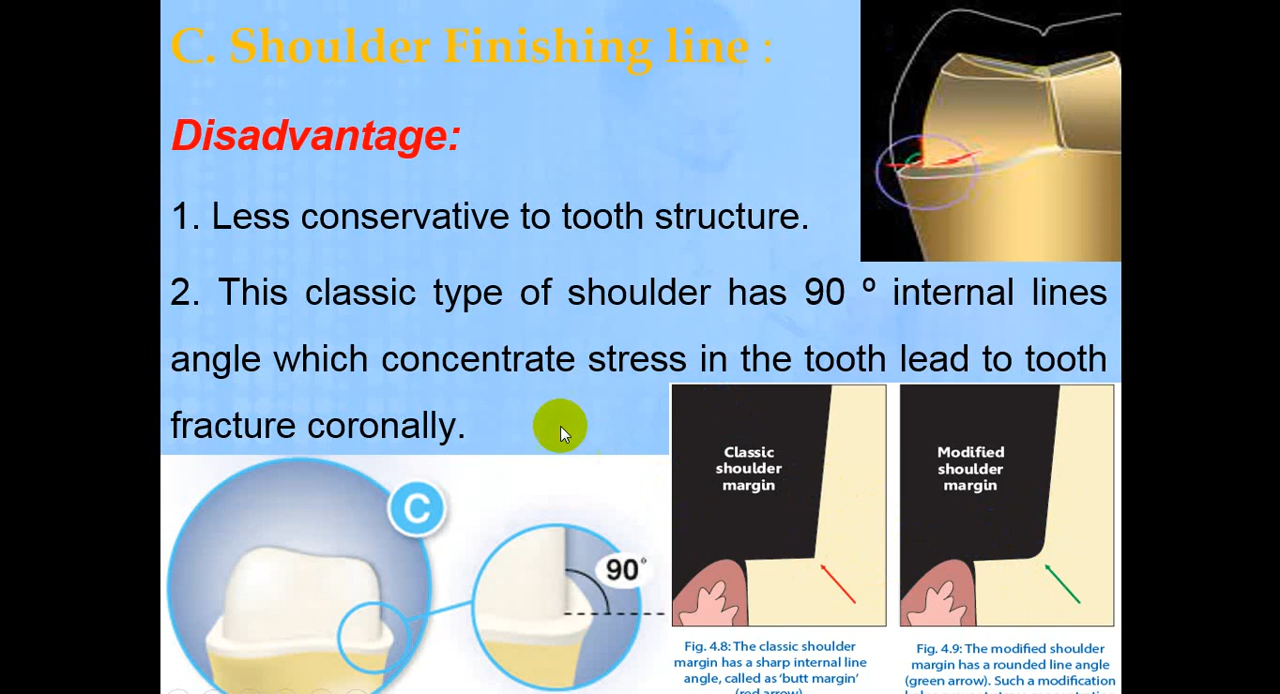 C. Shoulder Finishing line :
Disadvantage:
1. Less conservative to tooth structure.
2. This classic type of shoulder has 90 º internal lines
angle which concentrate stress in the tooth lead to tooth
fracture coronally.
C
90°
Classic
shoulder
margin
Fig. 4.8: The classic shoulder
margin has a sharp internal line
angle, called as ‘butt margin’
(red arrow)
Modified
shoulder
margin
Fig. 4.9: The modified shoulder
margin has a rounded line angle
(green arrow). Such a modification